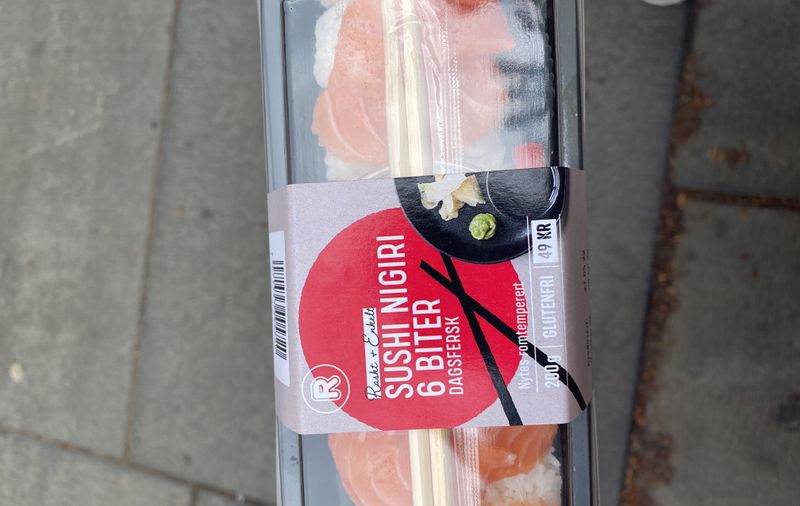 R
Raskt + Enkelt
SUSHI NIGIRI
6 BITER
DAGSFERSK
Nytes romtemperert
200g | GLUTENFRI | 49 KR